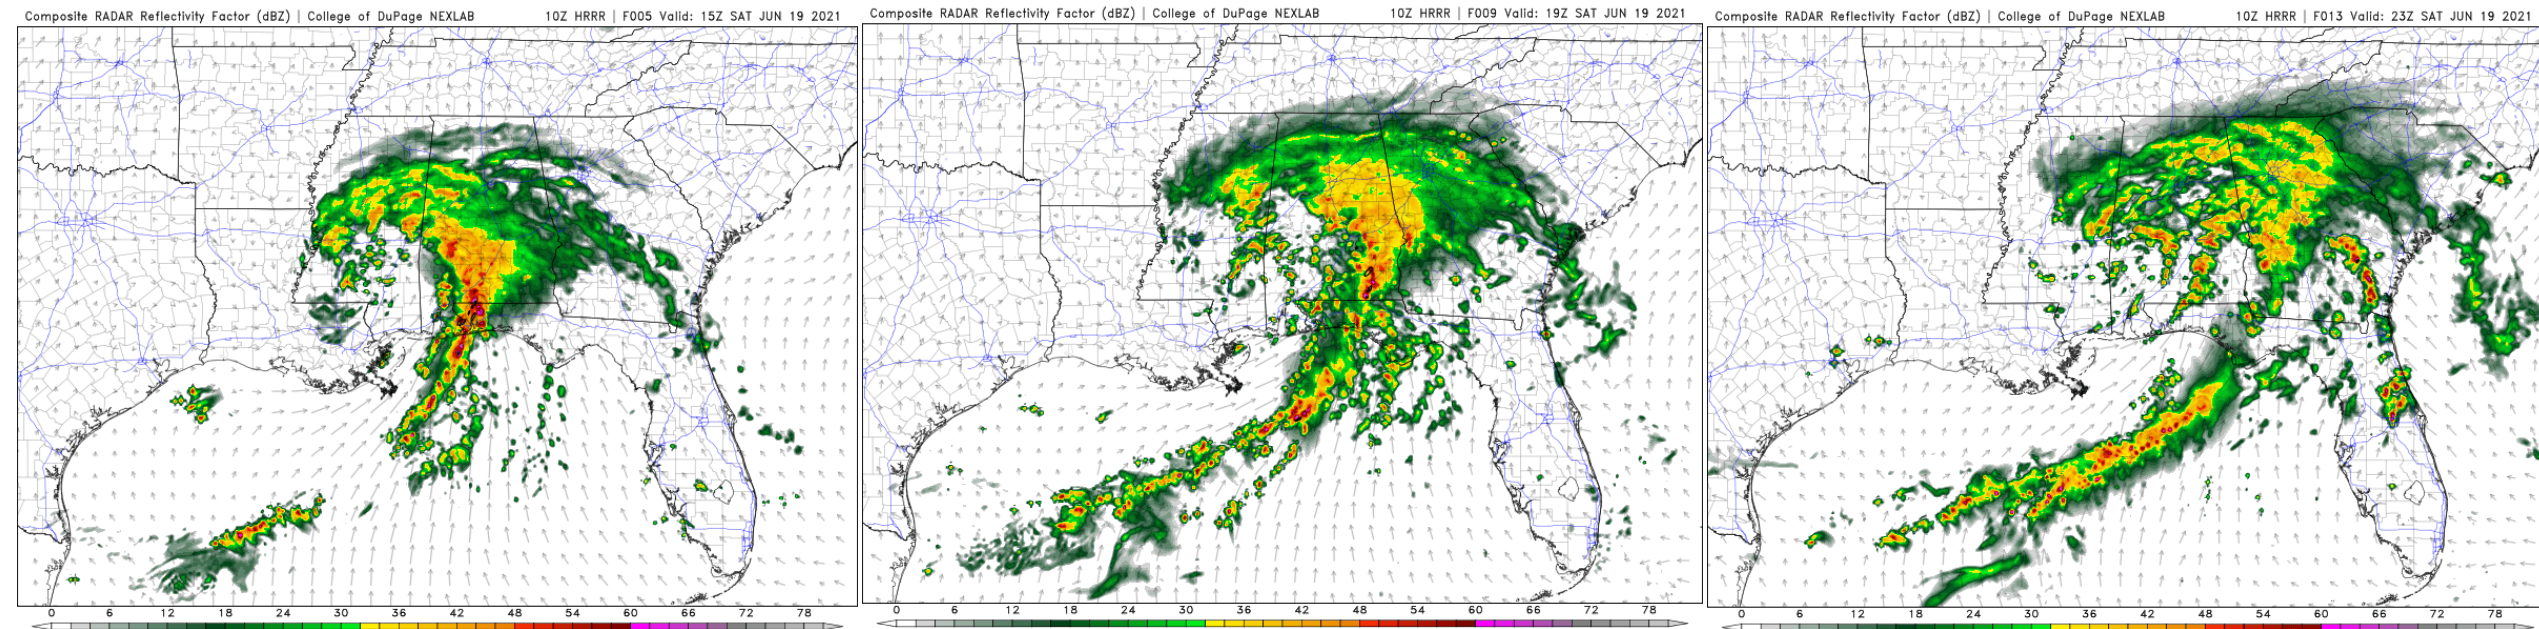 Composite RADAR Reflectivity Factor (dBZ) | College of DuPage NEXLAB 10Z HRRR | F005 Valid: 15Z SAT JUN 19 2021
0 6 12 18 24 30 36 42 48 54 60 66 72 78
Composite RADAR Reflectivity Factor (dBZ) | College of DuPage NEXLAB 10Z HRRR | F009 Valid: 19Z SAT JUN 19 2021
0 6 12 18 24 30 36 42 48 54 60 66 72 78
Composite RADAR Reflectivity Factor (dBZ) | College of DuPage NEXLAB 10Z HRRR | F013 Valid: 23Z SAT JUN 19 2021
0 6 12 18 24 30 36 42 48 54 60 66 72 78